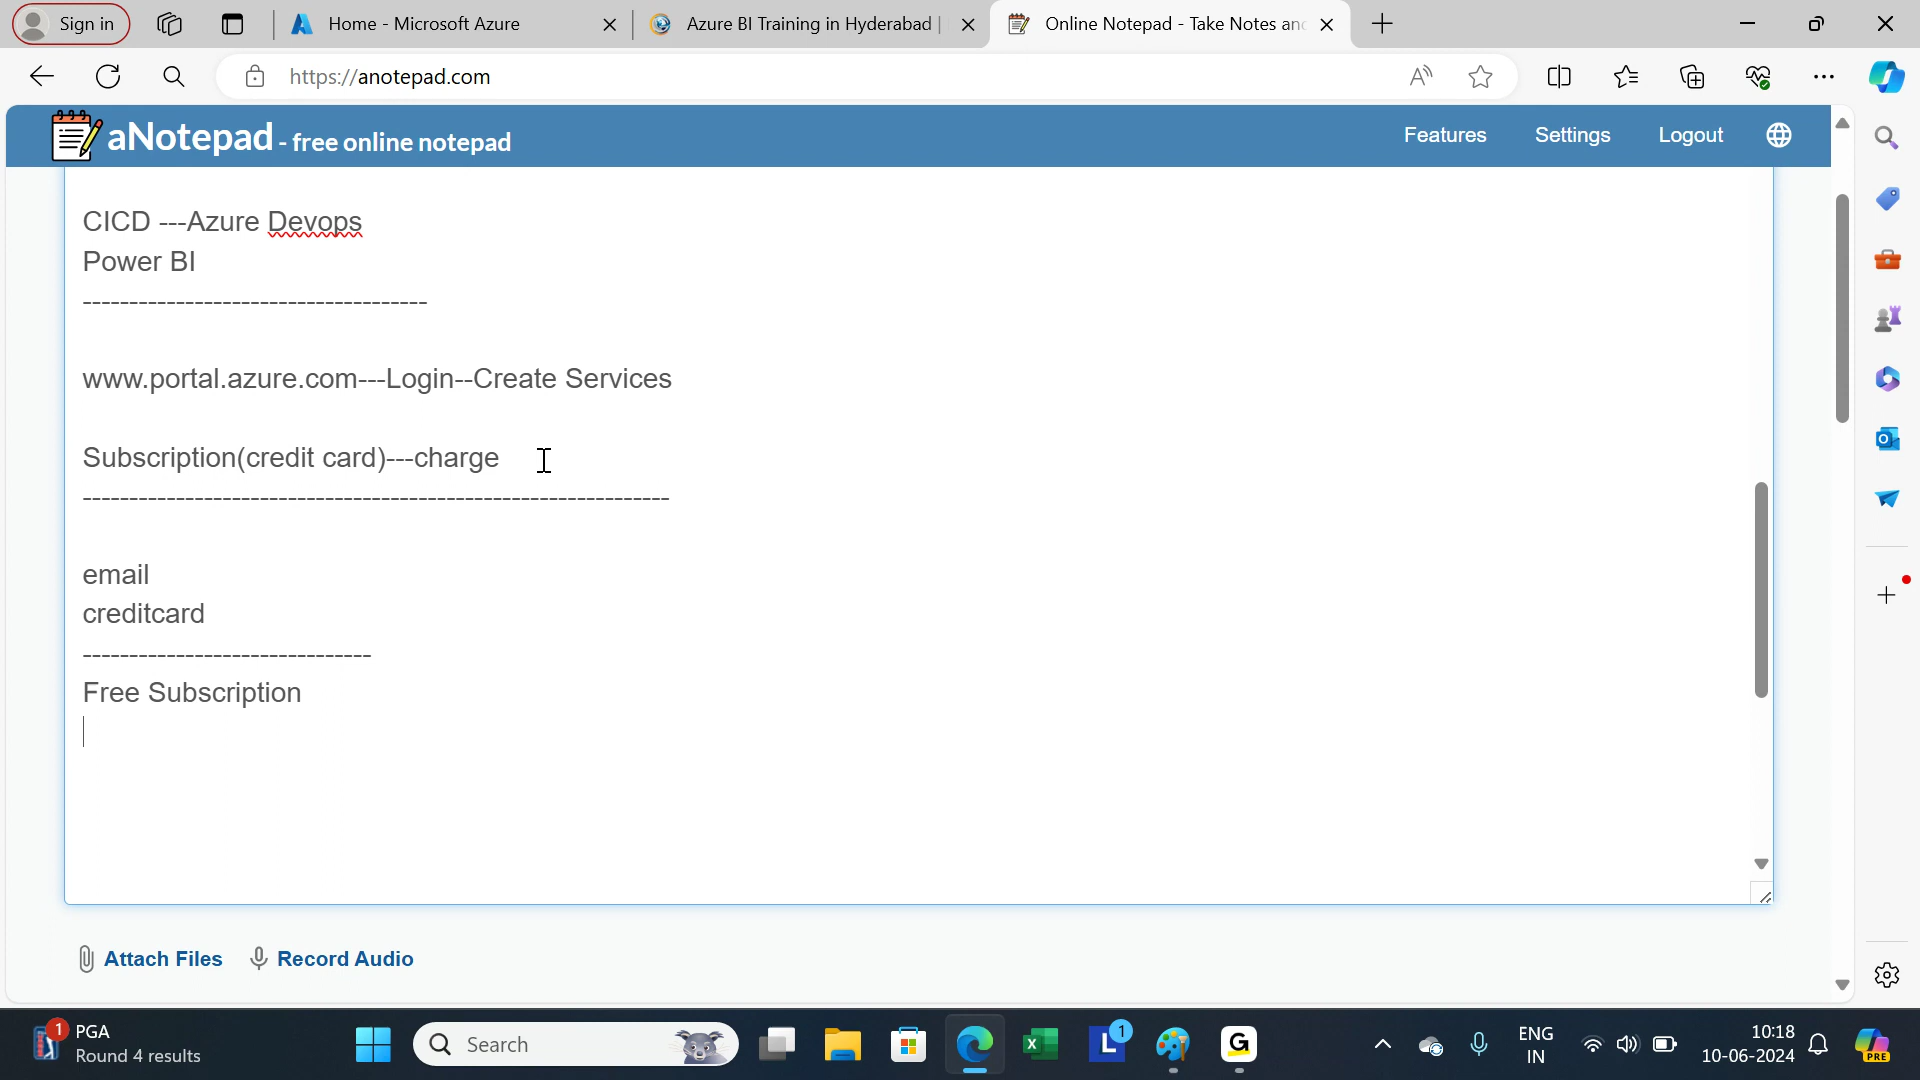 Sign in
Home - Microsoft Azure
Azure BI Training in Hyderabad |
Online Notepad - Take Notes an
https://anotepad.com
aNotepad - free online notepad
Features
Settings
Logout
CICD ---Azure Devops
Power BI
-------------------------------------
www.portal.azure.com---Login--Create Services
Subscription(credit card)---charge
---------------------------------------------------------------
email
creditcard
-------------------------------
Free Subscription
Attach Files
Record Audio
1
PGA
Round 4 results
Search
L
1
G
ENG
IN
10:18
10-06-2024
PRE